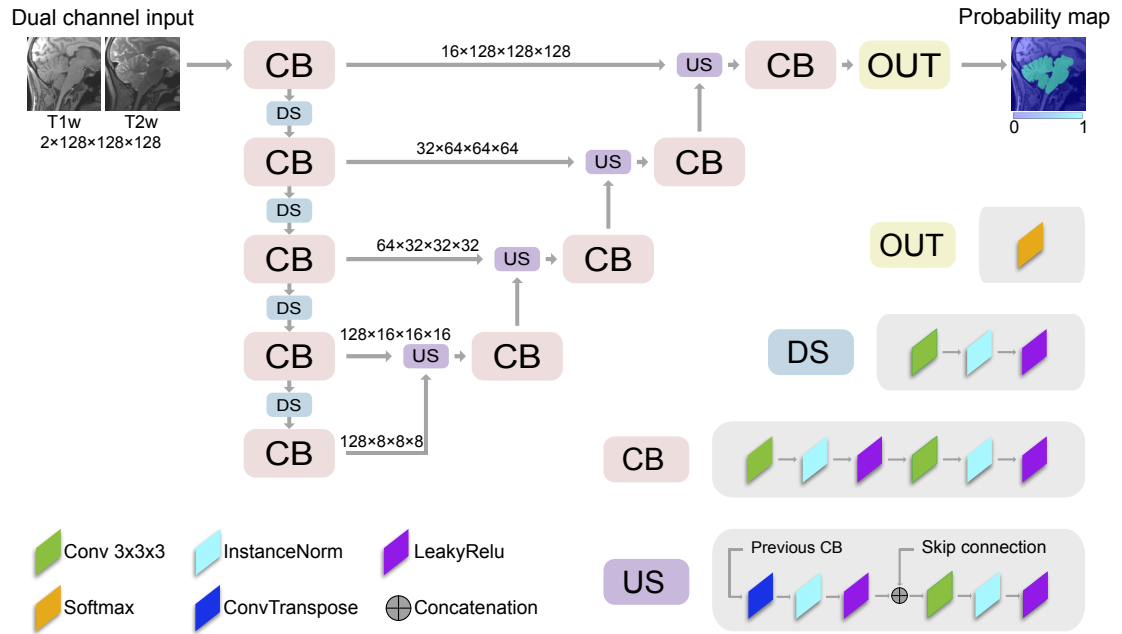 Dual channel input
Probability map
T1w
T2w
2×128×128×128
CB
16×128×128×128
US
CB
OUT
0
1
DS
CB
32×64×64×64
US
CB
DS
CB
64×32×32×32
US
CB
DS
CB
128×16×16×16
US
CB
DS
CB
128×8×8×8
OUT
DS
CB
US
Previous CB
Skip connection
Conv 3x3x3
InstanceNorm
LeakyRelu
Softmax
ConvTranspose
Concatenation